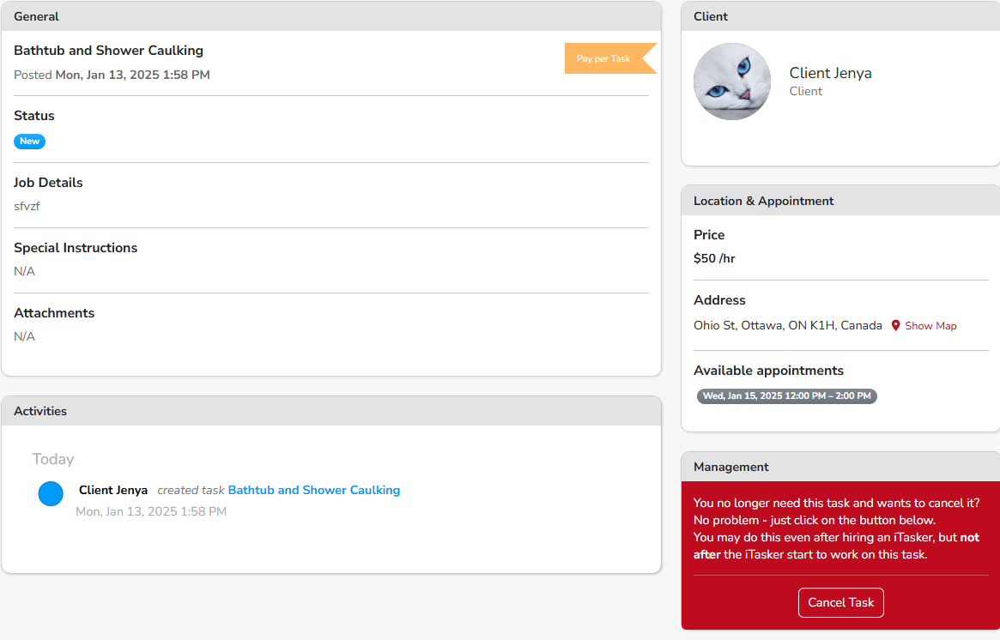 General
Bathtub and Shower Caulking
Pay per Task
Posted Mon, Jan 13, 2025 1:58 PM
Status
New
Job Details
sfvzf
Special Instructions
N/A
Attachments
N/A
Activities
Today
Client Jenya created task Bathtub and Shower Caulking
Mon, Jan 13, 2025 1:58 PM
Client
Client Jenya
Client
Location & Appointment
Price
$50 /hr
Address
Ohio St, Ottawa, ON K1H, Canada Show Map
Available appointments
Wed, Jan 15, 2025 12:00 PM – 2:00 PM
Management
You no longer need this task and wants to cancel it?
No problem - just click on the button below.
You may do this even after hiring an iTasker, but not
after the iTasker start to work on this task.
Cancel Task